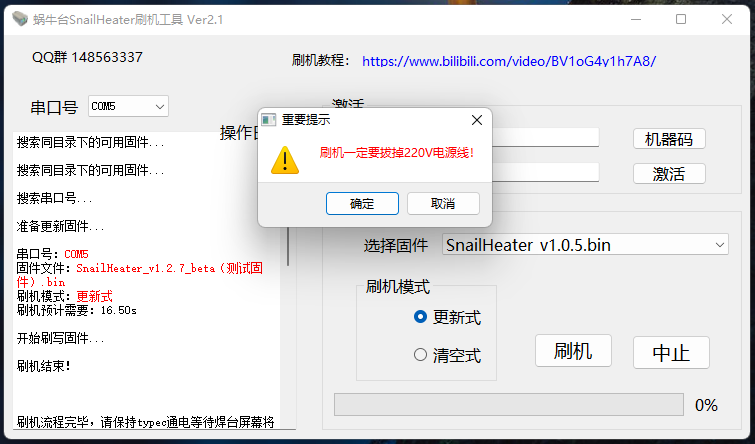 蜗牛台SnailHeater刷机工具 Ver2.1
QQ群 148563337
刷机教程： https://www.bilibili.com/video/BV1oG4y1h7A8/
串口号 COM5
激活
重要提示
刷机一定要拔掉220V电源线！
确定 取消
机器码
激活
搜索同目录下的可用固件...
搜索同目录下的可用固件...
搜索串口号...
准备更新固件...
串口号：COM5
固件文件：SnailHeater_v1.2.7_beta（测试固
件）.bin
刷机模式：更新式
刷机预计需要：16.50s
开始刷写固件...
刷机结束！
刷机流程完毕，请保持typec通电等待焊台屏幕将
选择固件 SnailHeater_v1.0.5.bin
刷机模式
更新式
清空式
刷机 中止
0%